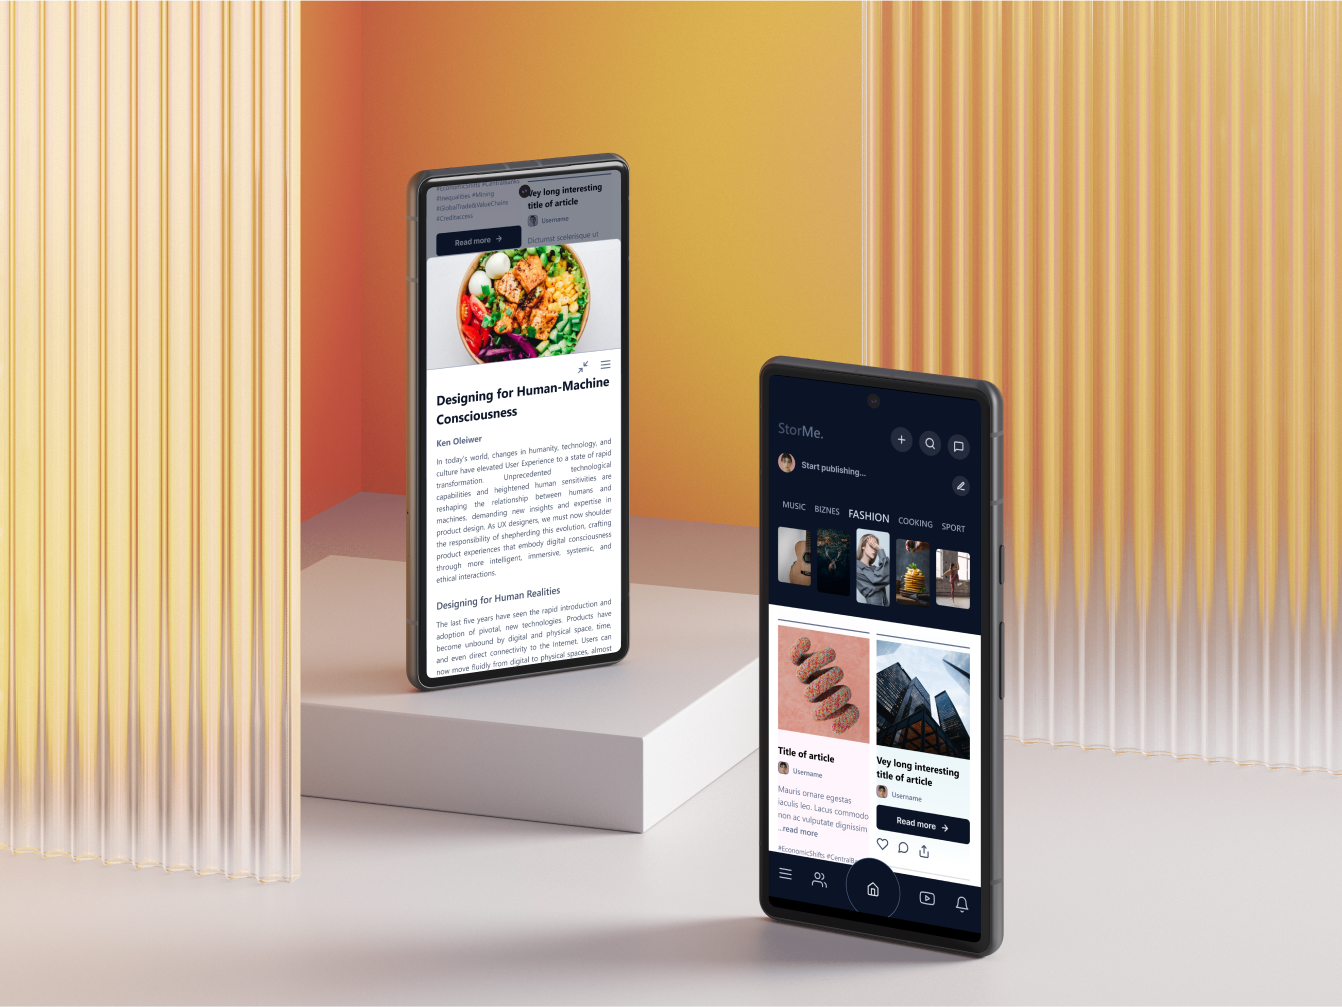 #EconomicShifts #CentralBanks
#Inequalities #Mining
#GlobalTrade&ValueChains
#Creditaccess
Read more
Vey long interesting
title of article
Username
Dictumst scelerisque ut
Designing for Human-Machine
Consciousness
Ken Oleiwer
In today's world, changes in humanity, technology, and
culture have elevated User Experience to a state of rapid
transformation. Unprecedented technological
capabilities and heightened human sensitivities are
reshaping the relationship between humans and
machines, demanding new insights and expertise in
product design. As UX designers, we must now shoulder
the responsibility of shepherding this evolution, crafting
product experiences that embody digital consciousness
through more intelligent, immersive, systemic, and
ethical interactions.
Designing for Human Realities
The last five years have seen the rapid introduction and
adoption of pivotal, new technologies. Products have
become unbound by digital and physical space, time,
and even direct connectivity to the Internet. Users can
now move fluidly from digital to physical spaces, almost
StorMe.
Start publishing...
MUSIC BIZNES FASHION COOKING SPORT
Title of article
Username
Mauris ornare egestas
iaculis leo. Lacus commodo
non ac vulputate dignissim
...read more
#EconomicShifts #CentralBa
Vey long interesting
title of article
Username
Read more